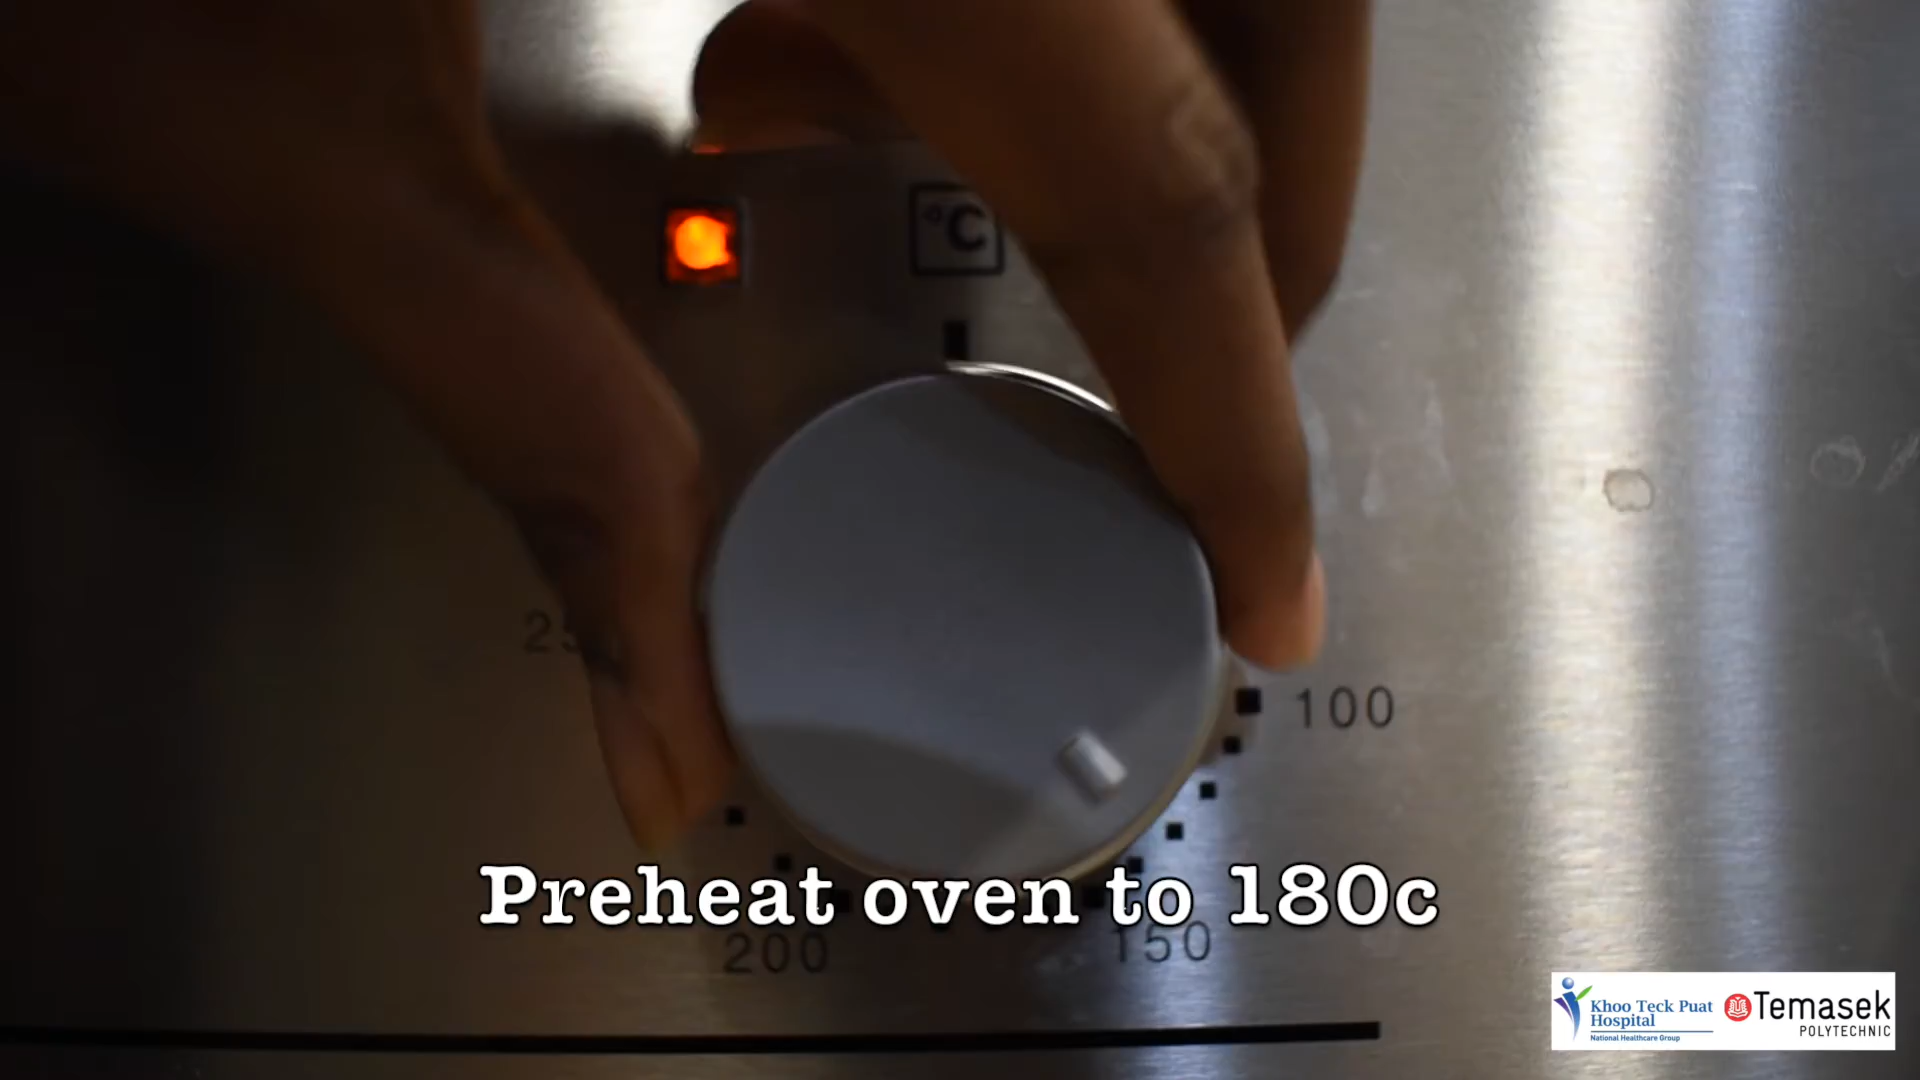 °C
100
Preheat oven to 180c
200
150
Khoo Teck Puat
Hospital
National Healthcare Group
Temasek
POLYTECHNIC